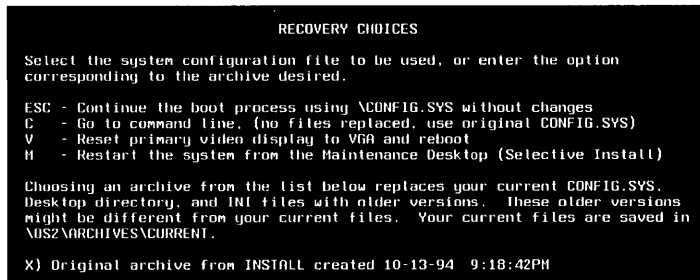 RECOVERY CHOICES
Select the system configuration file to be used, or enter the option
corresponding to the archive desired.
ESC - Continue the boot process using \CONFIG.SYS without changes
C - Go to command line, (no files replaced, use original CONFIG.SYS)
V - Reset primary video display to VGA and reboot
M - Restart the system from the Maintenance Desktop (Selective Install)
Choosing an archive from the list below replaces your current CONFIG.SYS,
Desktop directory, and INI files with older versions. These older versions
might be different from your current files. Your current files are saved in
\OS2\ARCHIVES\CURRENT.
X) Original archive from INSTALL created 10-13-94 9:18:42PM